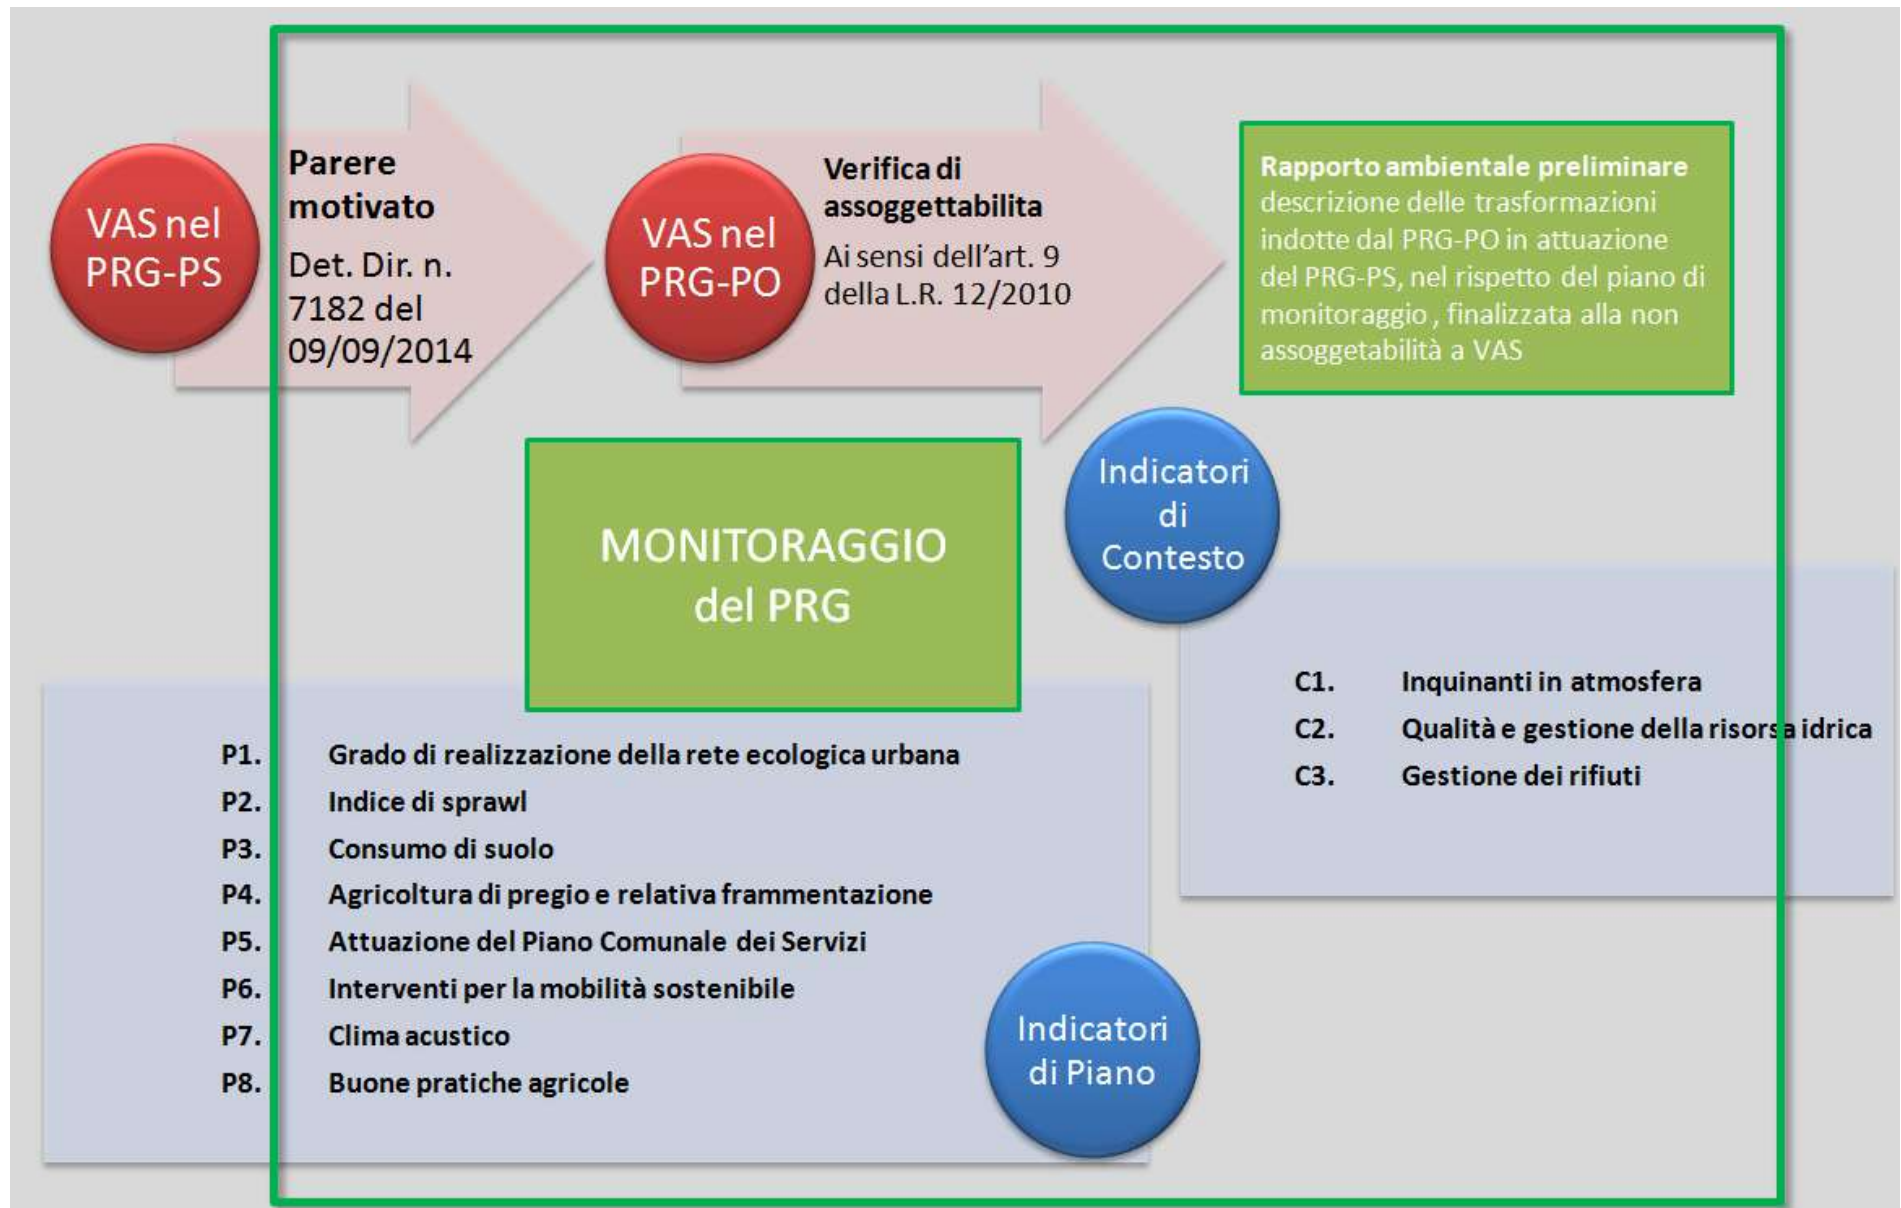 VAS nel
PRG-PS
Parere
motivato
Det. Dir. n.
7182 del
09/09/2014
VAS nel
PRG-PO
Verifica di
assoggettabilita
Ai sensi dell'art. 9
della L.R. 12/2010
Rapporto ambientale preliminare
descrizione delle trasformazioni
indotte dal PRG-PO in attuazione
del PRG-PS, nel rispetto del piano di
monitoraggio , finalizzata alla non
assoggetabilità a VAS
MONITORAGGIO
del PRG
Indicatori
di
Contesto
C1. Inquinanti in atmosfera
C2. Qualità e gestione della risorsa idrica
C3. Gestione dei rifiuti
P1. Grado di realizzazione della rete ecologica urbana
P2. Indice di sprawl
P3. Consumo di suolo
P4. Agricoltura di pregio e relativa frammentazione
P5. Attuazione del Piano Comunale dei Servizi
P6. Interventi per la mobilità sostenibile
P7. Clima acustico
P8. Buone pratiche agricole
Indicatori
di Piano